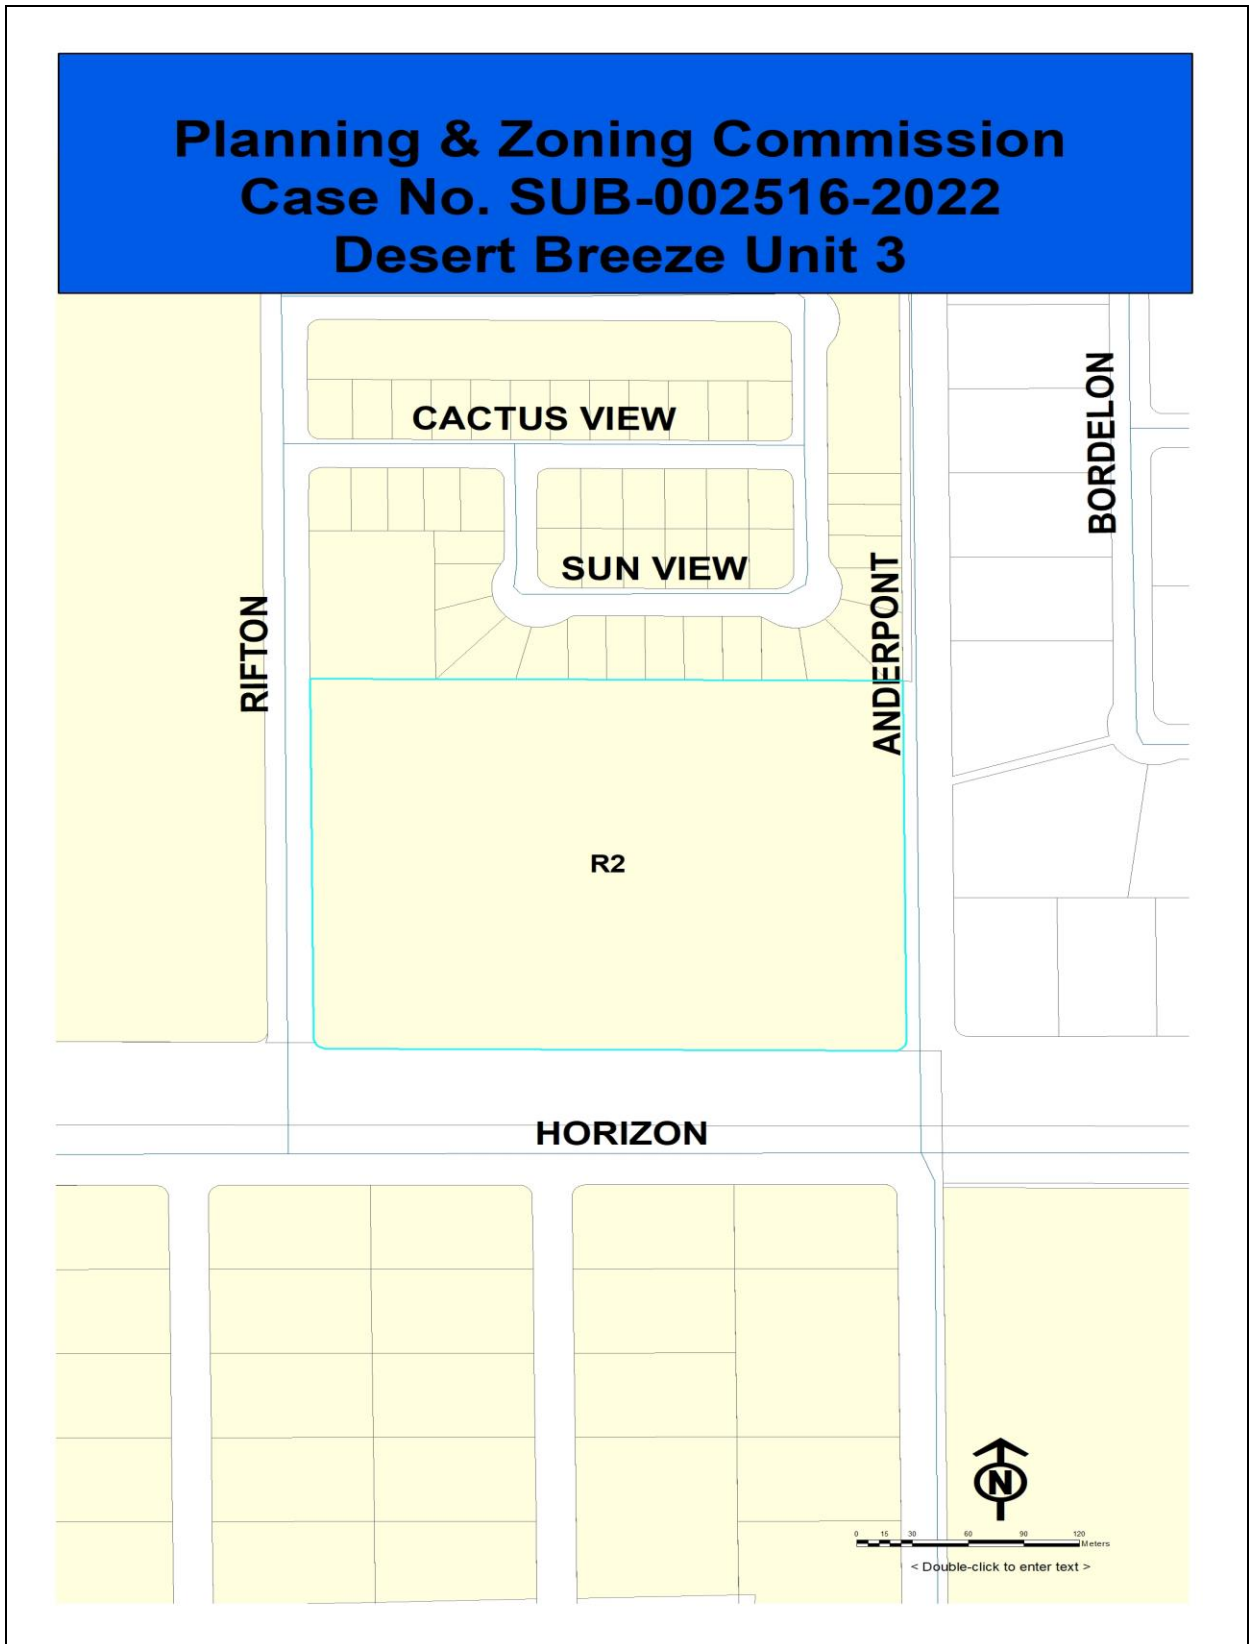 Planning & Zoning Commission
Case No. SUB-002516-2022
Desert Breeze Unit 3
CACTUS VIEW
BORDELON
SUN VIEW
RIFTON
ANDERPONT
R2
HORIZON
N
0 15 30 60 90 120
Meters
< Double-click to enter text >